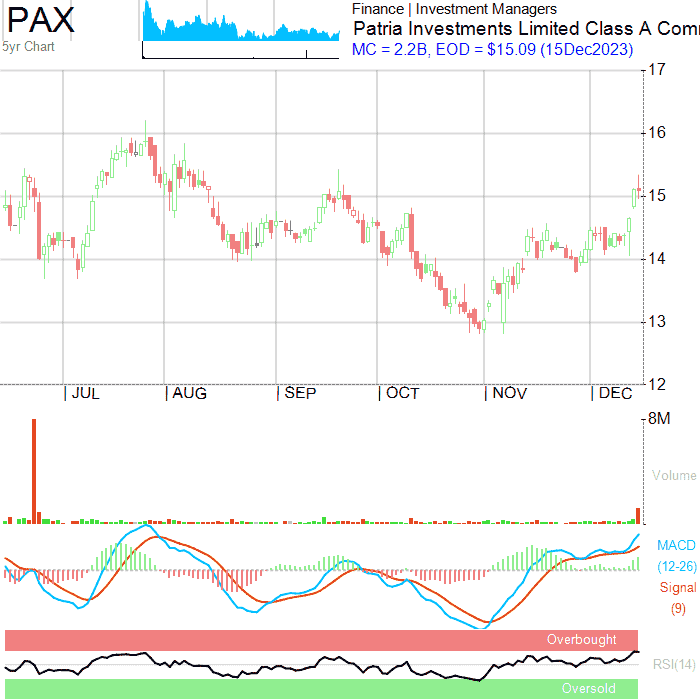 PAX
5yr Chart
Finance | Investment Managers
Patria Investments Limited Class A Com
MC = 2.2B, EOD = $15.09 (15Dec2023)
17
16
15
14
13
12
JUL AUG SEP OCT NOV DEC
8M
Volume
MACD
(12-26)
Signal
(9)
Overbought
RSI(14)
Oversold